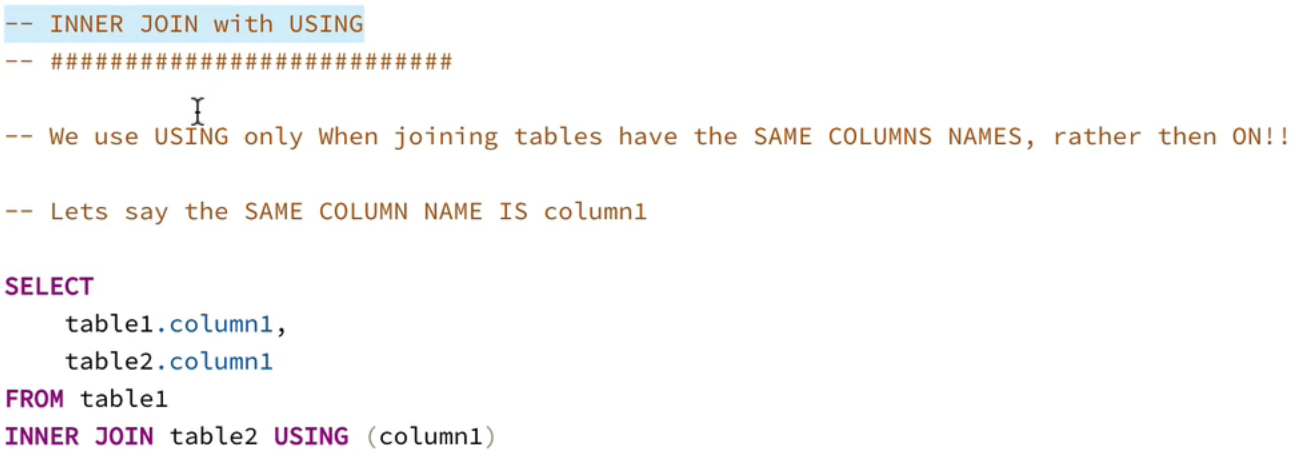 -- INNER JOIN with USING
-- ###########################
-- We use USING only When joining tables have the SAME COLUMNS NAMES, rather then ON!!
-- Lets say the SAME COLUMN NAME IS column1
SELECT
    table1.column1,
    table2.column1
FROM table1
INNER JOIN table2 USING (column1)